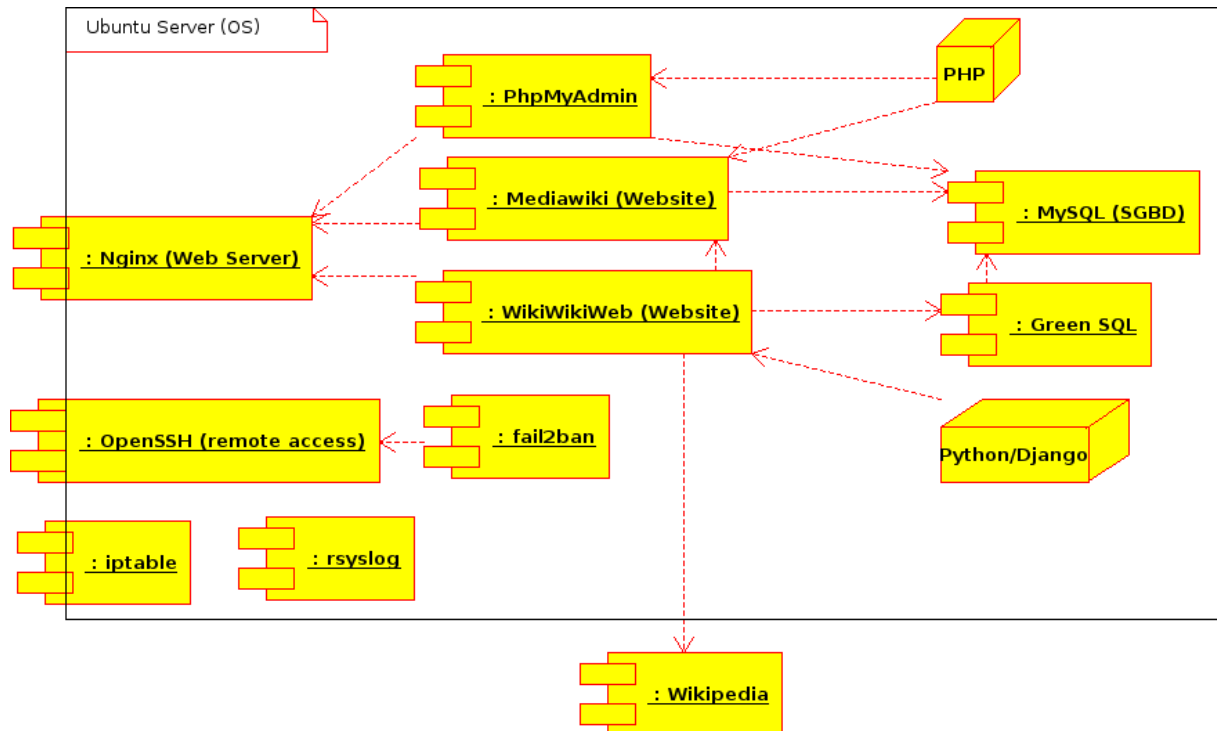 Ubuntu Server (OS)
PHP
: PhpMyAdmin
: Mediawiki (Website)
: MySQL (SGBD)
: Nginx (Web Server)
: WikiWikiWeb (Website)
: Green SQL
: OpenSSH (remote access)
: fail2ban
Python/Django
: iptable
: rsyslog
: Wikipedia